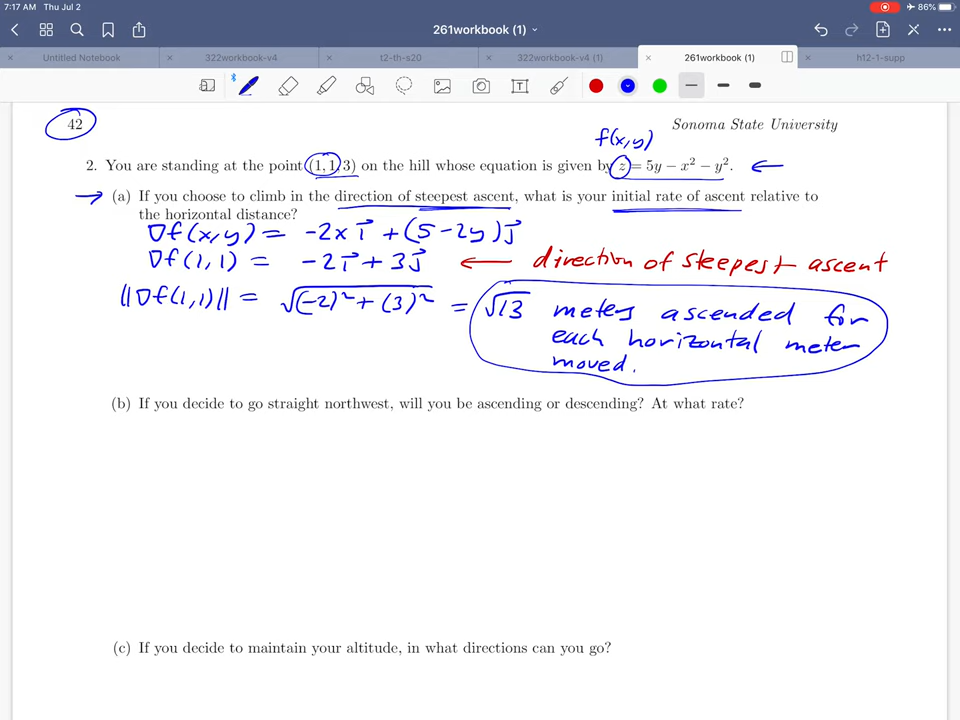 7:17 AM Thu Jul 2
86%
261workbook (1)
Untitled Notebook
322workbook-v4
t2-th-s20
322workbook-v4 (1)
261workbook (1)
h12-1-supp
42
Sonoma State University
f(x,y)
2. You are standing at the point (1, 1, 3) on the hill whose equation is given by z = 5y − x² − y².
(a) If you choose to climb in the direction of steepest ascent, what is your initial rate of ascent relative to
the horizontal distance?
∇f(x,y) = -2x i⃗ + (5-2y) j⃗
∇f(1,1) = -2 i⃗ + 3 j⃗ ← direction of steepest ascent
||∇f(1,1)|| = √((-2)² + (3)²) = √13 meters ascended for
each horizontal meter
moved.
(b) If you decide to go straight northwest, will you be ascending or descending? At what rate?
(c) If you decide to maintain your altitude, in what directions can you go?